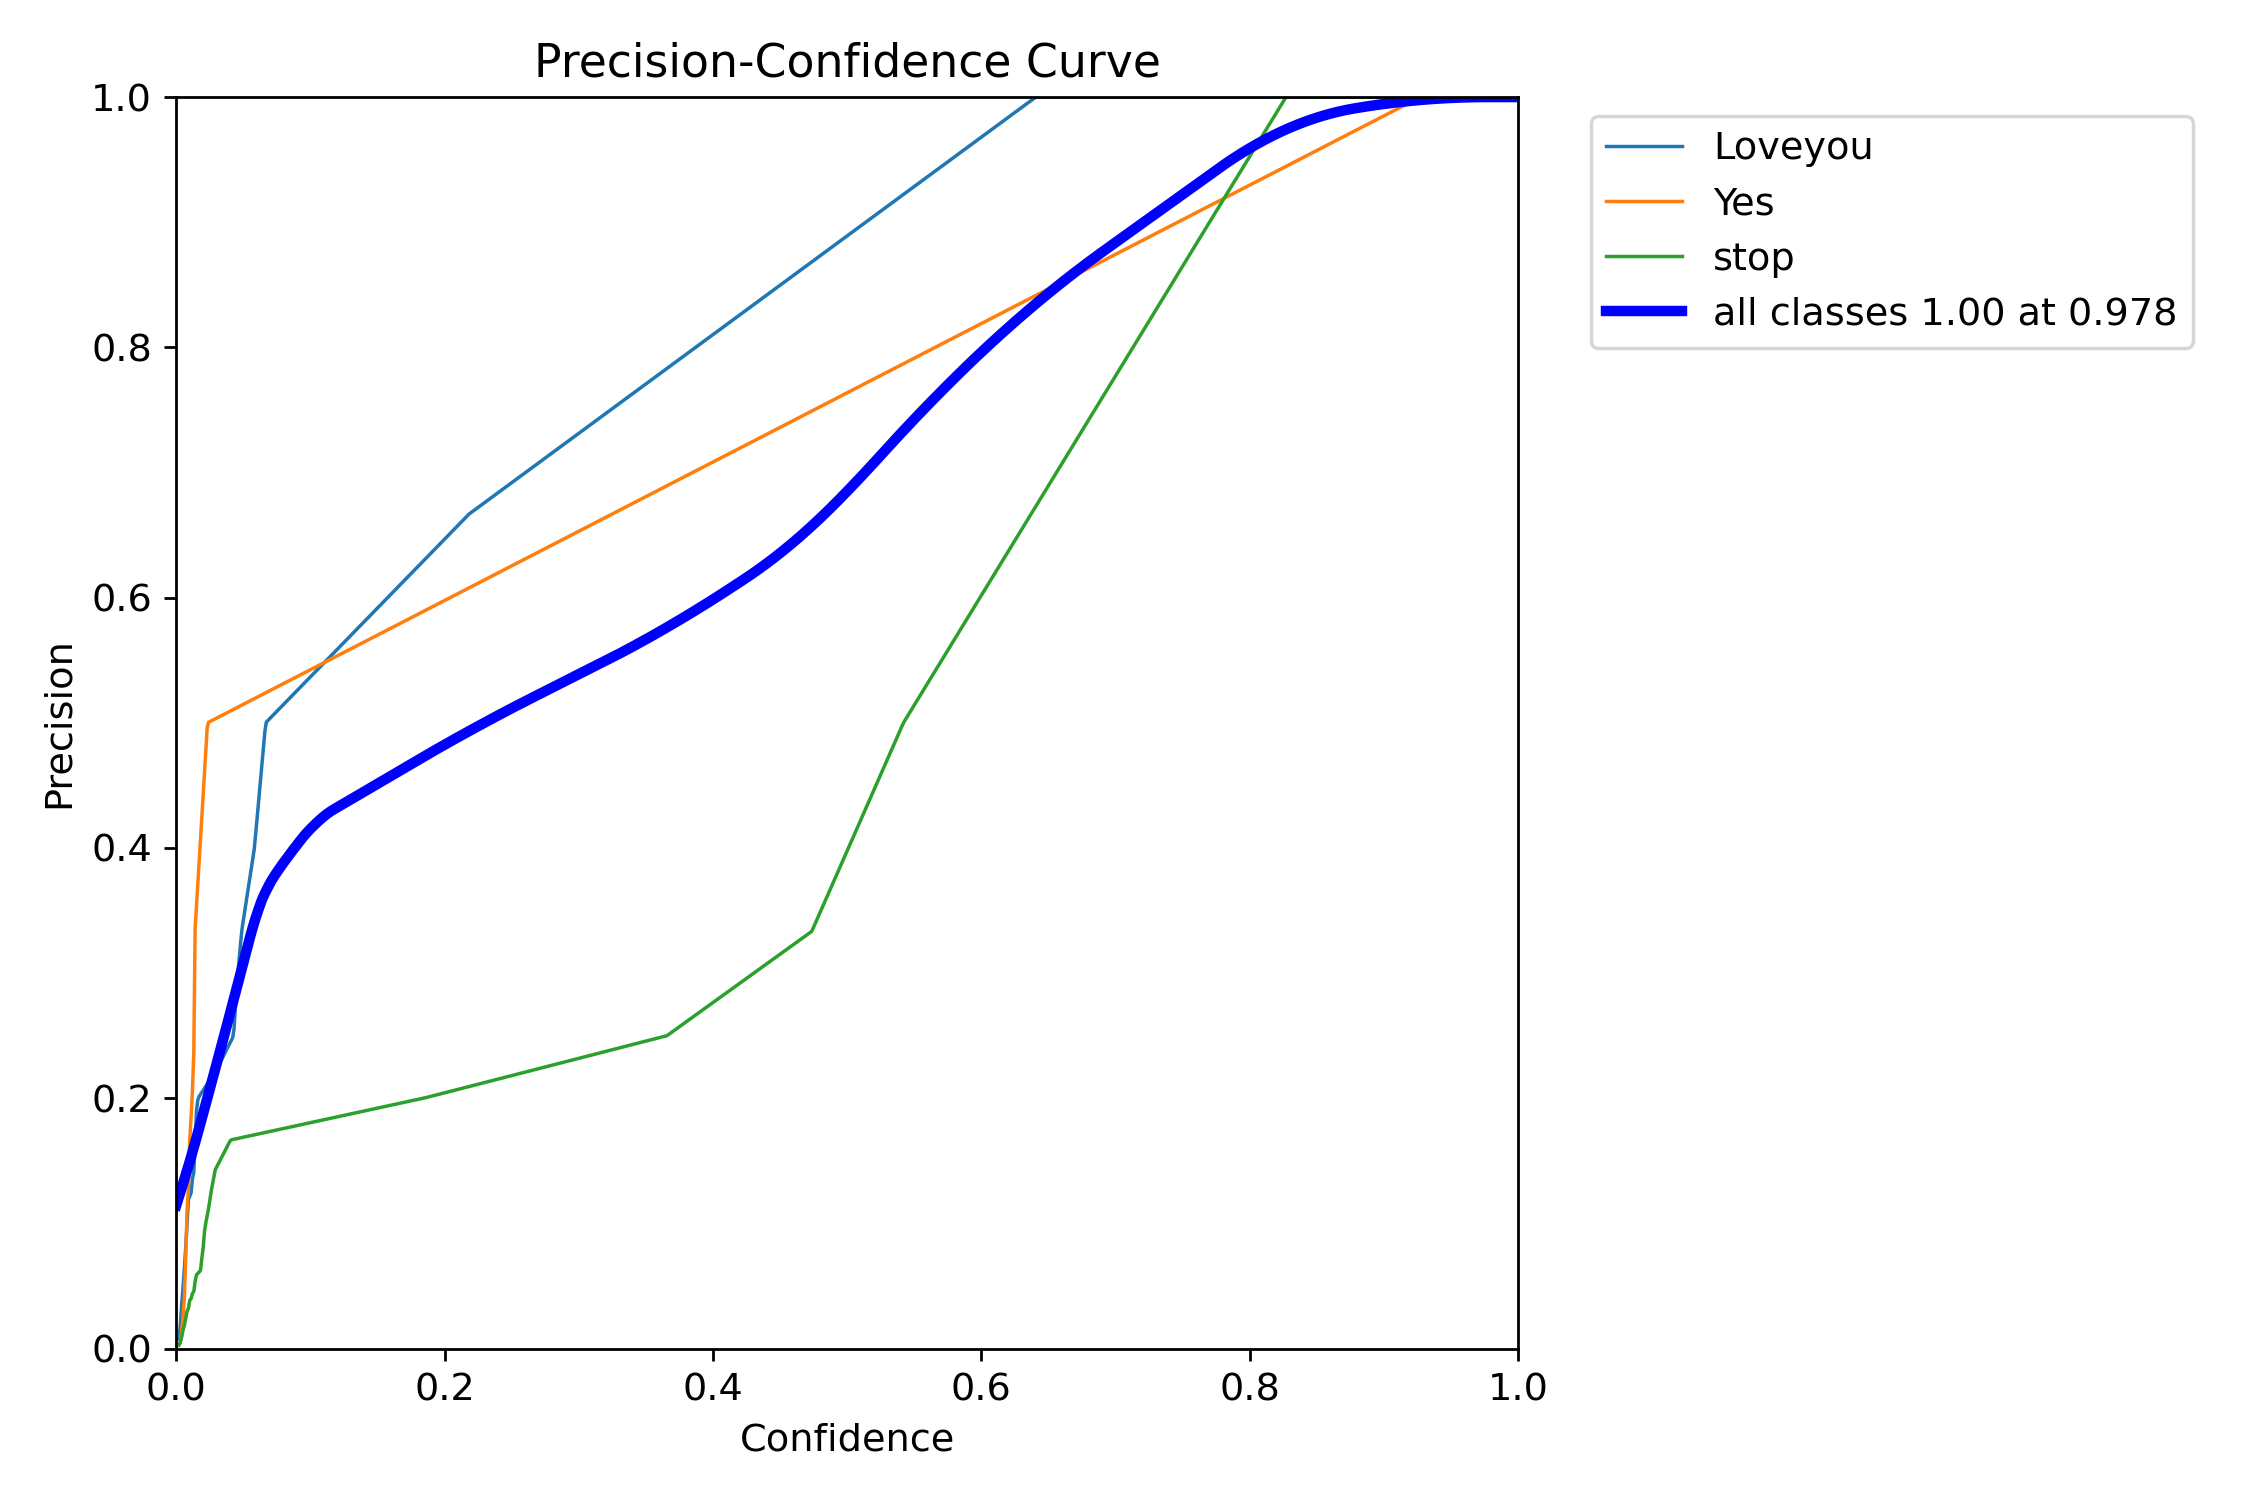 Precision-Confidence Curve
1.0
0.8
0.6
0.4
0.2
0.0
Precision
0.0 0.2 0.4 0.6 0.8 1.0
Confidence
Loveyou
Yes
stop
all classes 1.00 at 0.978